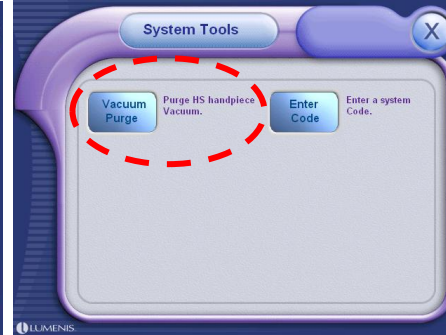 System Tools
X
Vacuum
Purge
Purge HS handpiece
Vacuum.
Enter
Code
Enter a system
Code.
LUMENIS